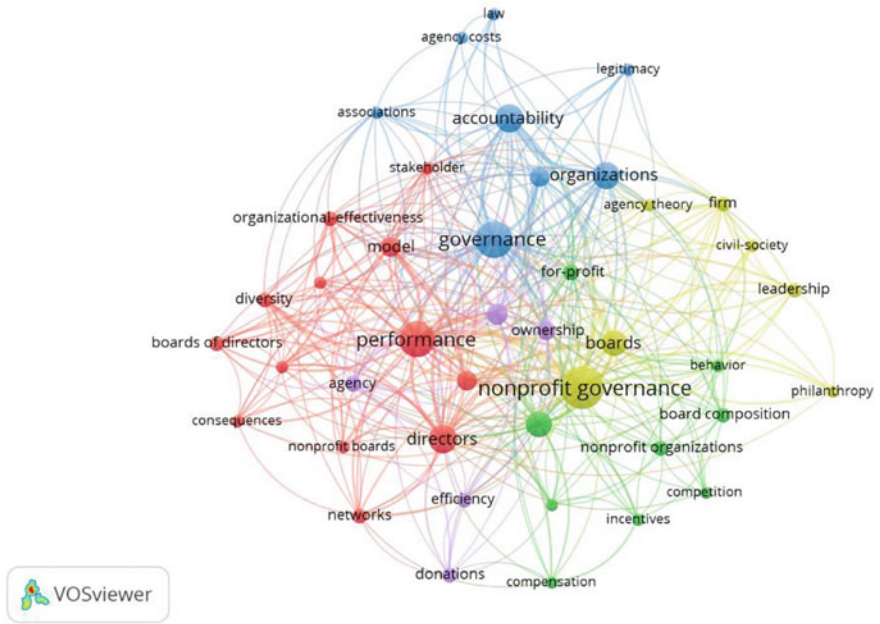 law
agency costs
legitimacy
associations
accountability
stakeholder
organizations
agency theory
firm
organizational effectiveness
model
governance
civil-society
for-profit
leadership
diversity
ownership
boards of directors
performance
boards
behavior
agency
nonprofit governance
philanthropy
board composition
consequences
nonprofit boards
directors
nonprofit organizations
competition
efficiency
networks
incentives
donations
compensation
VOSviewer